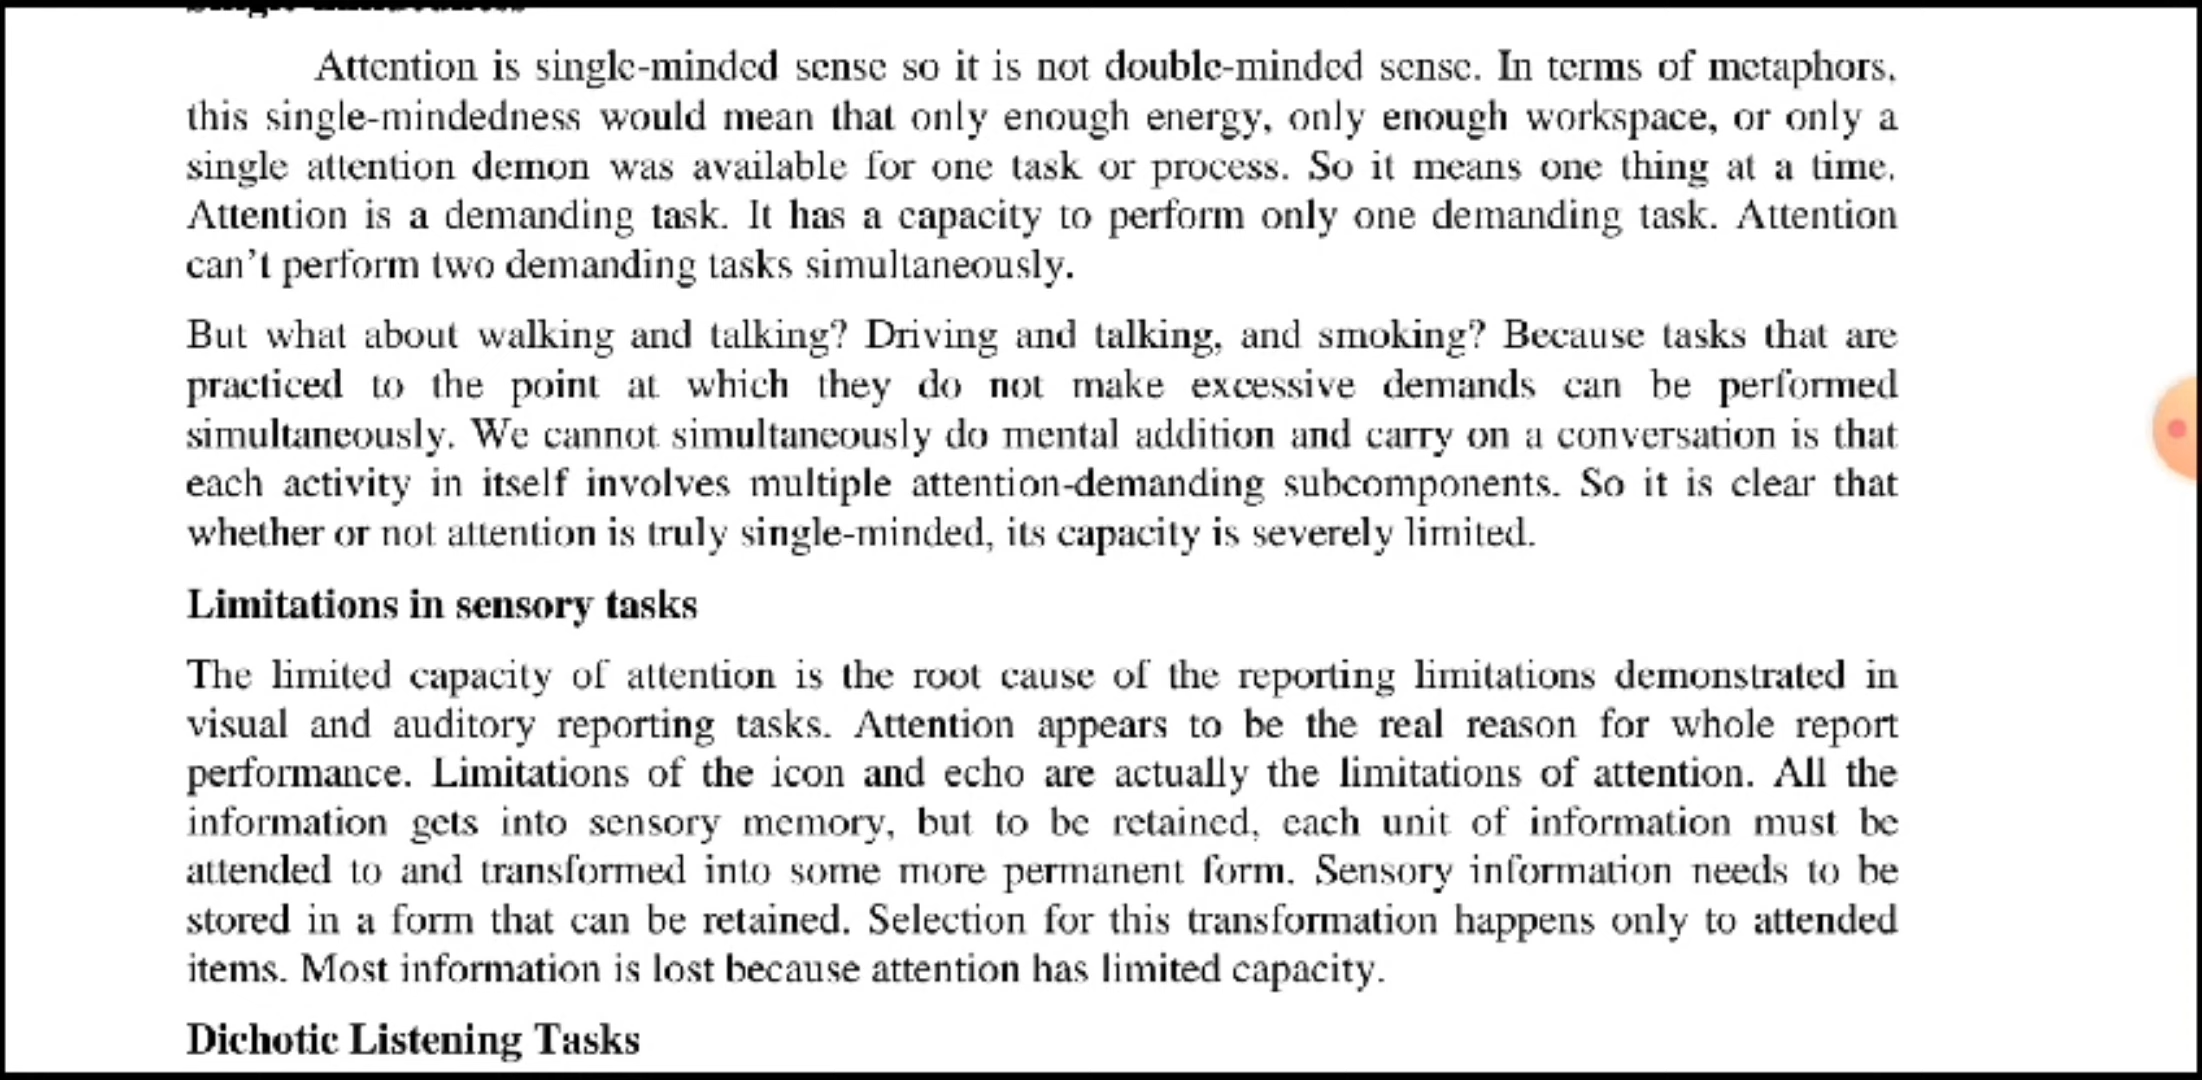 Attention is single-minded sense so it is not double-minded sense. In terms of metaphors,
this single-mindedness would mean that only enough energy, only enough workspace, or only a
single attention demon was available for one task or process. So it means one thing at a time.
Attention is a demanding task. It has a capacity to perform only one demanding task. Attention
can't perform two demanding tasks simultaneously.
But what about walking and talking? Driving and talking, and smoking? Because tasks that are
practiced to the point at which they do not make excessive demands can be performed
simultaneously. We cannot simultaneously do mental addition and carry on a conversation is that
each activity in itself involves multiple attention-demanding subcomponents. So it is clear that
whether or not attention is truly single-minded, its capacity is severely limited.
Limitations in sensory tasks
The limited capacity of attention is the root cause of the reporting limitations demonstrated in
visual and auditory reporting tasks. Attention appears to be the real reason for whole report
performance. Limitations of the icon and echo are actually the limitations of attention. All the
information gets into sensory memory, but to be retained, each unit of information must be
attended to and transformed into some more permanent form. Sensory information needs to be
stored in a form that can be retained. Selection for this transformation happens only to attended
items. Most information is lost because attention has limited capacity.
Dichotic Listening Tasks